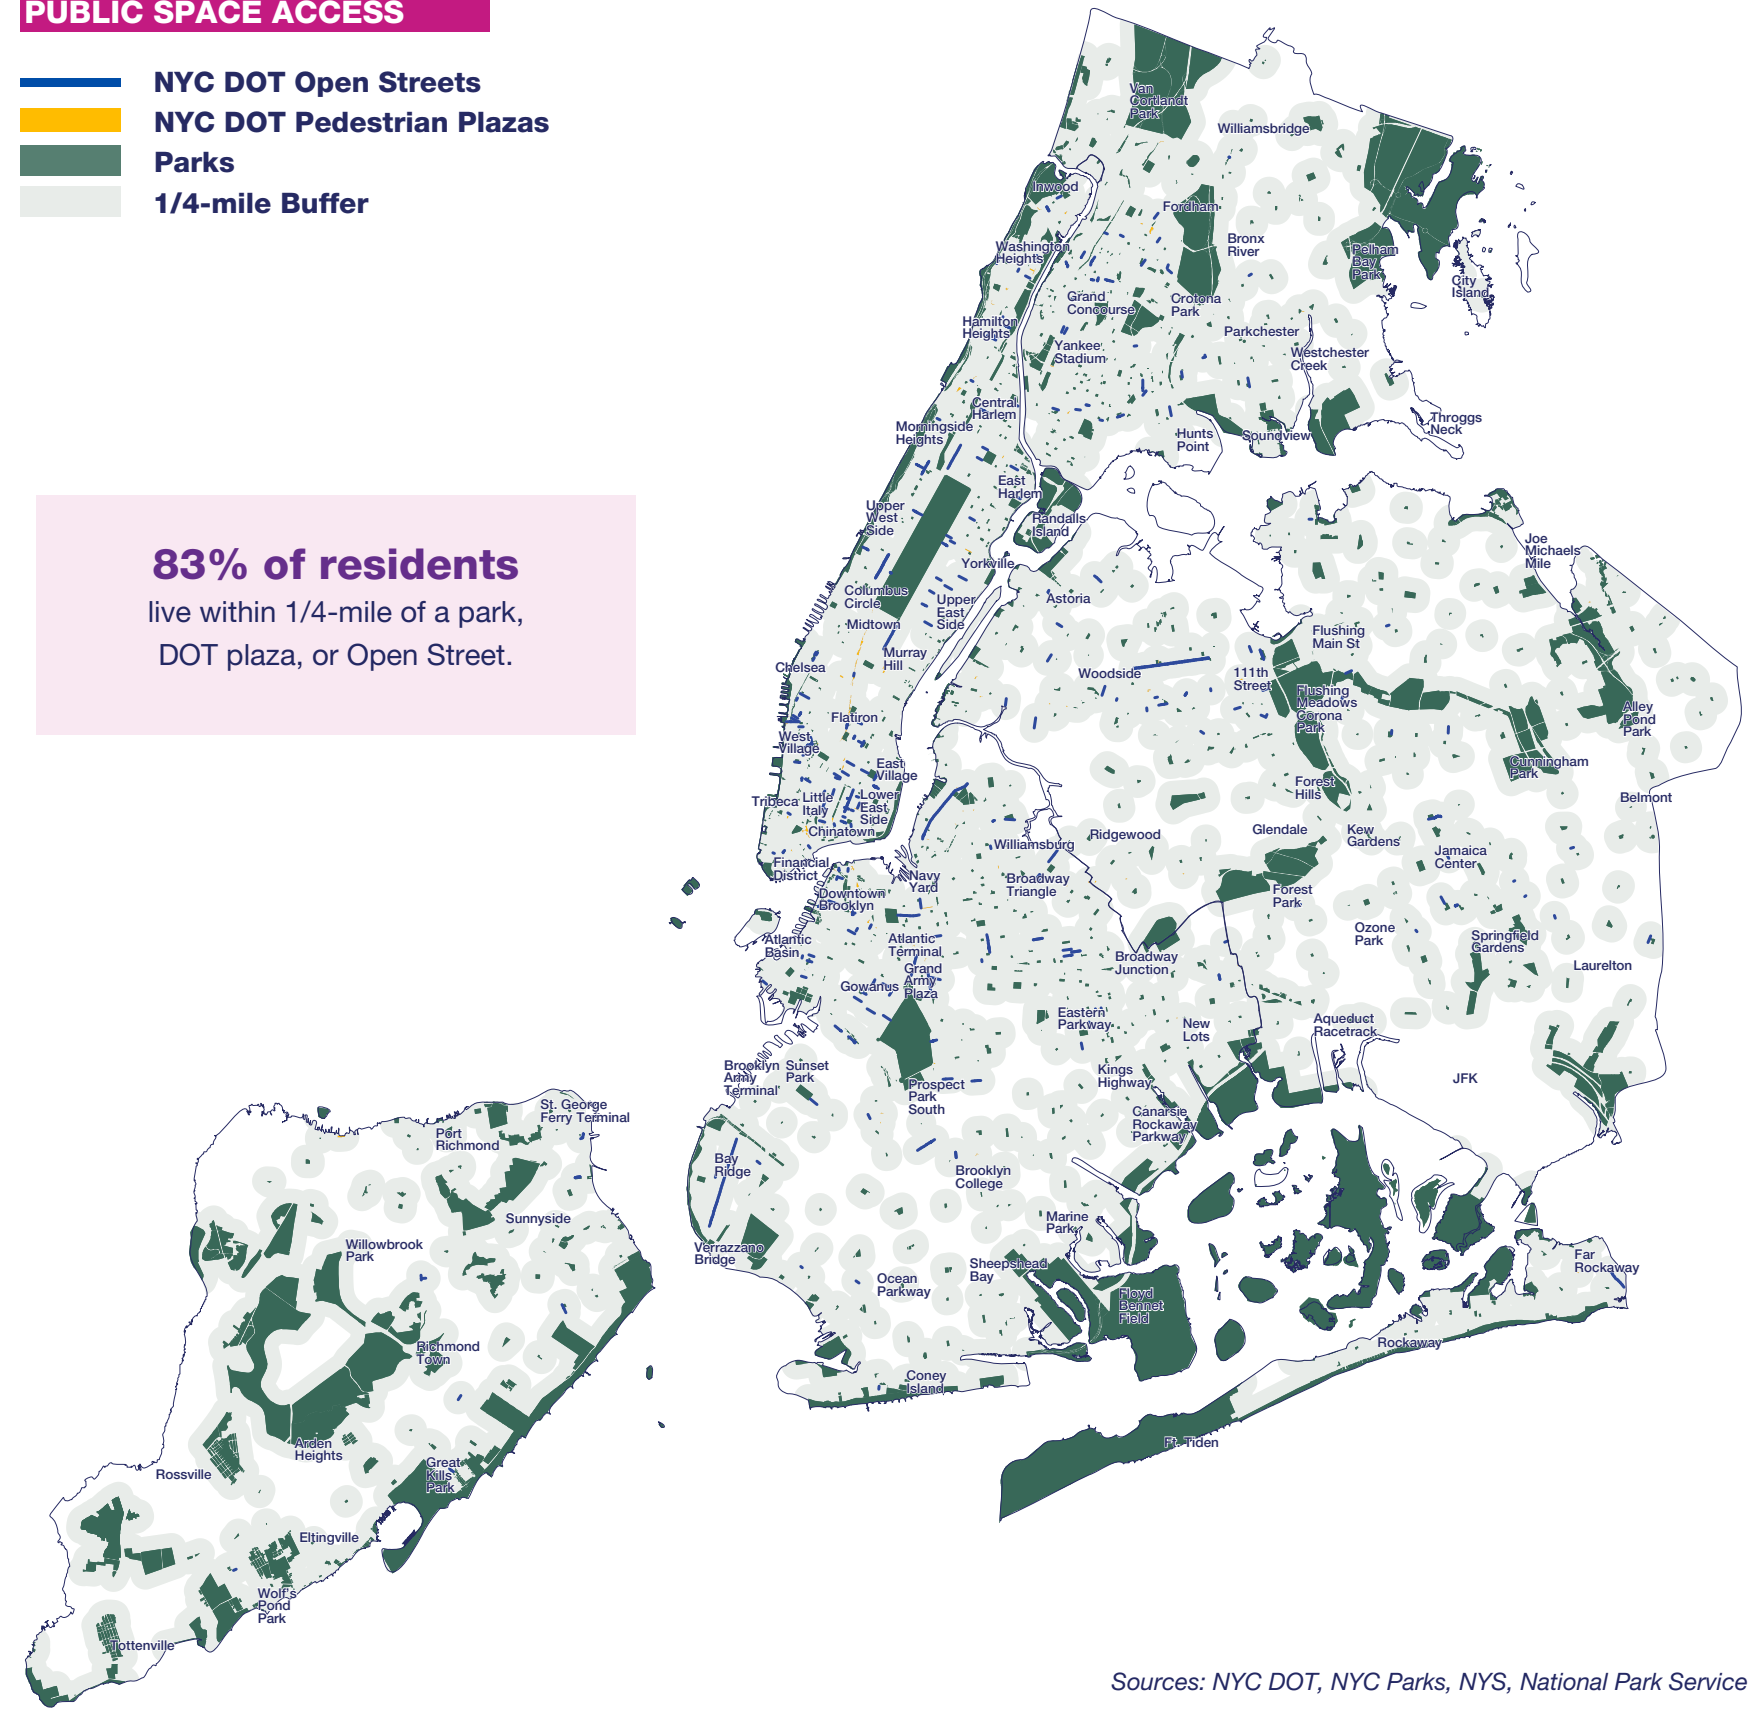 PUBLIC SPACE ACCESS
NYC DOT Open Streets
NYC DOT Pedestrian Plazas
Parks
1/4-mile Buffer
83% of residents
live within 1/4-mile of a park,
DOT plaza, or Open Street.
Van
Cortlandt
Park
Williamsbridge
Inwood
Fordham
Washington
Heights
Bronx
River
Pelham
Bay
Park
City
Island
Grand
Concourse
Crotona
Park
Hamilton
Heights
Parkchester
Yankee
Stadium
Westchester
Creek
Central
Harlem
Morningside
Heights
Hunts
Point
Soundview
Throggs
Neck
East
Harlem
Upper
West
Side
Randalls
Island
Joe
Michaels
Mile
Yorkville
Columbus
Circle
Upper
East
Side
Astoria
Midtown
Flushing
Main St
Murray
Hill
Chelsea
Woodside
111th
Street
Flushing
Meadows
Corona
Park
Flatiron
Alley
Pond
Park
West
Village
East
Village
Cunningham
Park
Forest
Hills
Belmont
Tribeca
Little
Italy
Lower
East
Side
Chinatown
Williamsburg
Ridgewood
Glendale
Kew
Gardens
Jamaica
Center
Financial
District
Navy
Yard
Broadway
Triangle
Downtown
Brooklyn
Forest
Park
Atlantic
Basin
Atlantic
Terminal
Ozone
Park
Springfield
Gardens
Broadway
Junction
Laurelton
Grand
Army
Plaza
Gowanus
Eastern
Parkway
New
Lots
Aqueduct
Racetrack
Brooklyn
Army
Terminal
Sunset
Park
Kings
Highway
JFK
Prospect
Park
South
Canarsie
Rockaway
Parkway
St. George
Ferry Terminal
Port
Richmond
Bay
Ridge
Brooklyn
College
Sunnyside
Marine
Park
Willowbrook
Park
Verrazzano
Bridge
Sheepshead
Bay
Far
Rockaway
Ocean
Parkway
Floyd
Bennet
Field
Richmond
Town
Rockaway
Coney
Island
Ft. Tiden
Arden
Heights
Great
Kills
Park
Rossville
Eltingville
Wolf's
Pond
Park
Tottenville
Sources: NYC DOT, NYC Parks, NYS, National Park Service